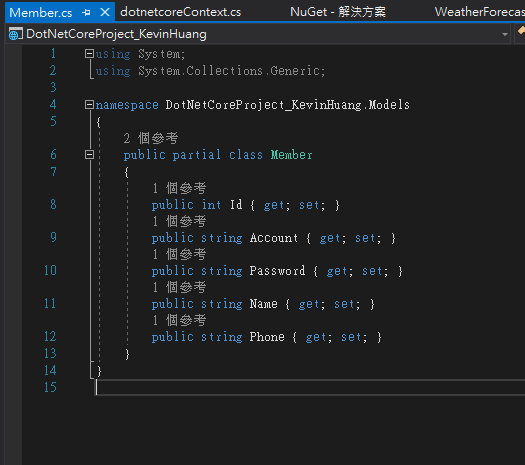 Member.cs dotnetcoreContext.cs NuGet - 解決方案 WeatherForecas
DotNetCoreProject_KevinHuang
1 using System;
2 using System.Collections.Generic;
3
4 namespace DotNetCoreProject_KevinHuang.Models
5 {
2 個參考
6 public partial class Member
7 {
1 個參考
8 public int Id { get; set; }
1 個參考
9 public string Account { get; set; }
1 個參考
10 public string Password { get; set; }
1 個參考
11 public string Name { get; set; }
1 個參考
12 public string Phone { get; set; }
13 }
14 }
15